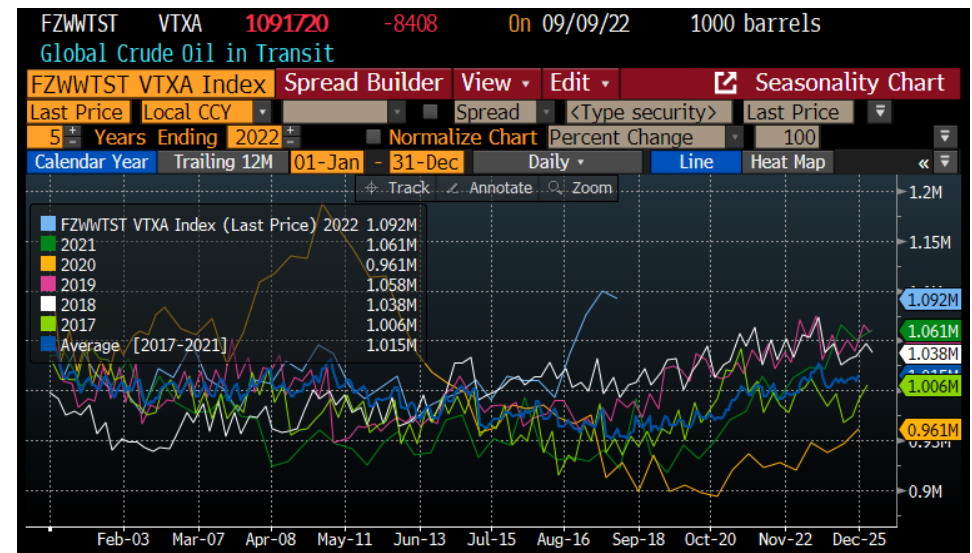 FZWWTST VTXA 1091720 -8408 On 09/09/22 1000 barrels
Global Crude Oil in Transit
FZWWTST VTXA Index Spread Builder View Edit Seasonality Chart
Last Price Local CCY Spread <Type security> Last Price
5 Years Ending 2022 Normalize Chart Percent Change 100
Calendar Year Trailing 12M 01-Jan - 31-Dec Daily Line Heat Map «
Track Annotate Zoom
1.2M
FZWWTST VTXA Index (Last Price) 2022 1.092M
2021 1.061M
2020 0.961M
2019 1.058M
2018 1.038M
2017 1.006M
Average [2017-2021] 1.015M
1.15M
1.092M
1.061M
1.038M
1.006M
0.961M
0.9M
Feb-03 Mar-07 Apr-08 May-11 Jun-13 Jul-15 Aug-16 Sep-18 Oct-20 Nov-22 Dec-25